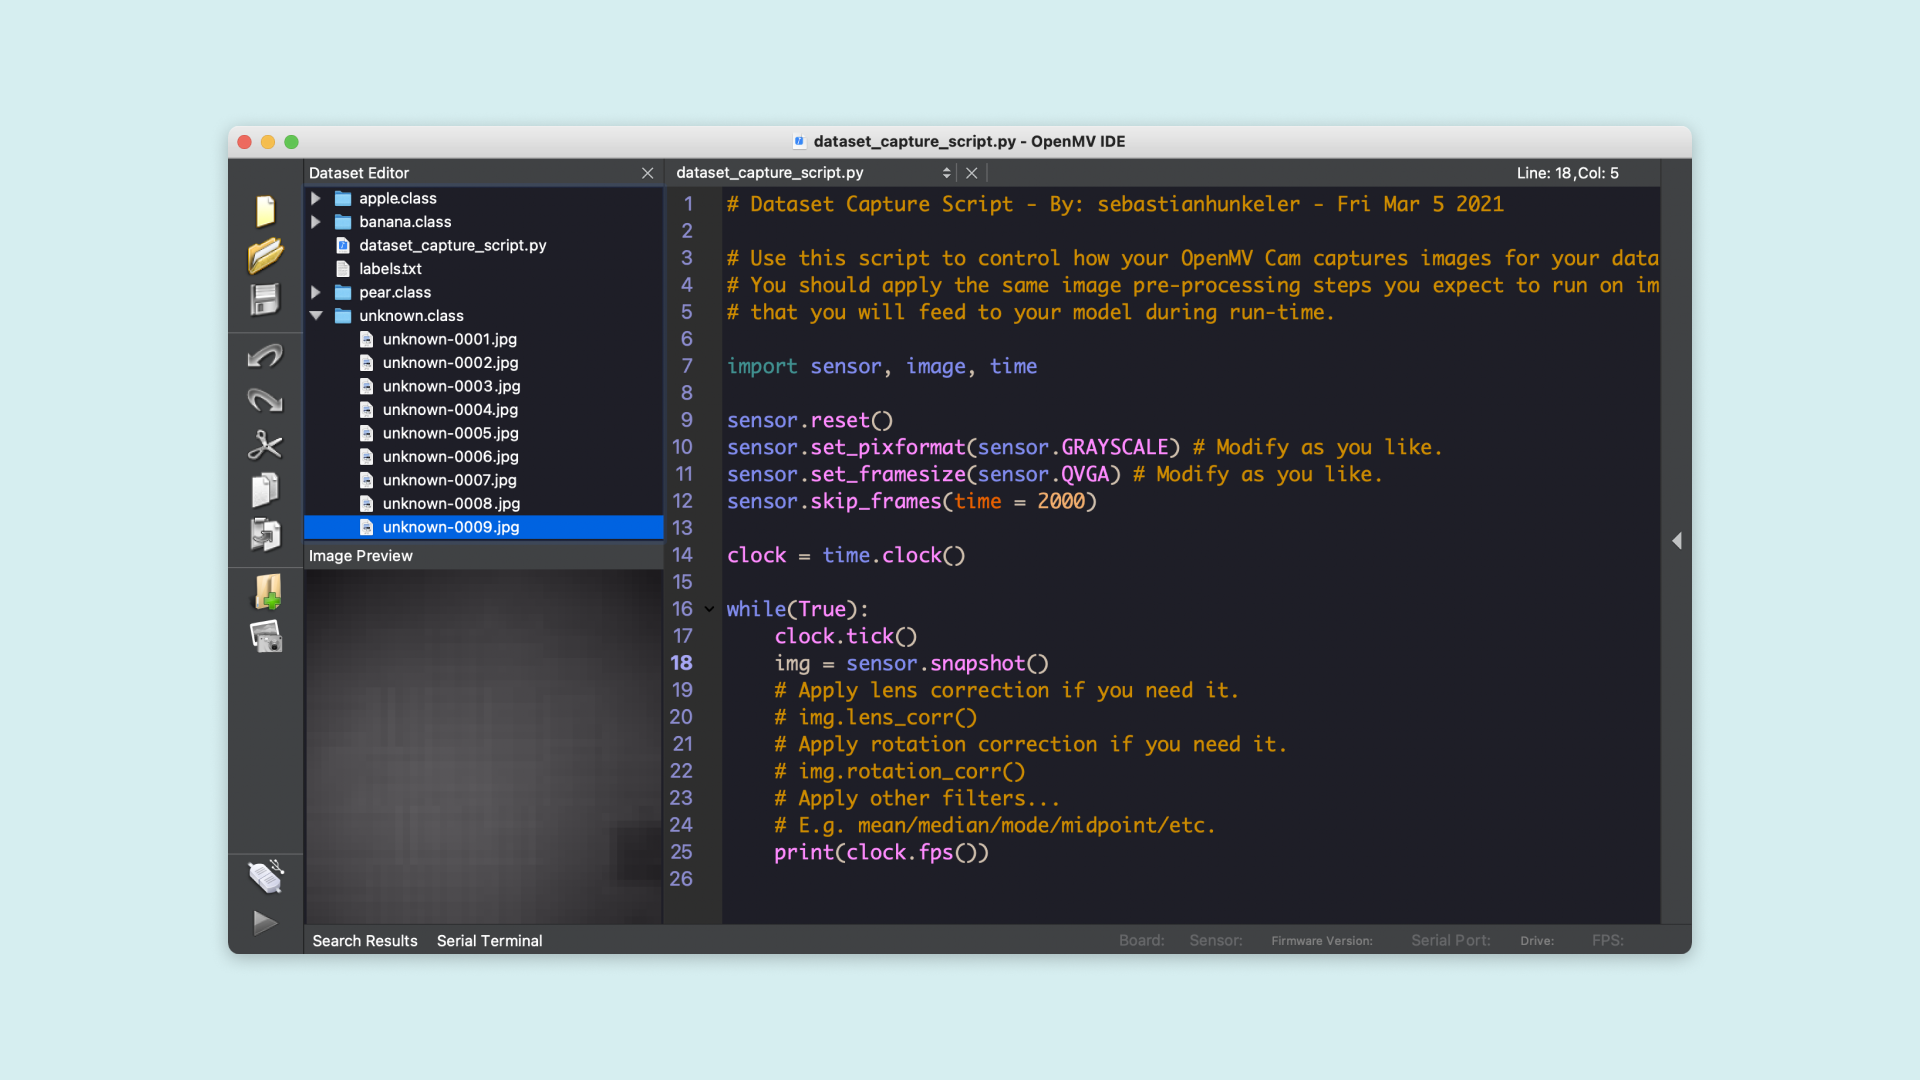 dataset_capture_script.py - OpenMV IDE
Dataset Editor
apple.class
banana.class
dataset_capture_script.py
labels.txt
pear.class
unknown.class
unknown-0001.jpg
unknown-0002.jpg
unknown-0003.jpg
unknown-0004.jpg
unknown-0005.jpg
unknown-0006.jpg
unknown-0007.jpg
unknown-0008.jpg
unknown-0009.jpg
Image Preview
dataset_capture_script.py
Line: 18,Col: 5
1 # Dataset Capture Script - By: sebastianhunkeler - Fri Mar 5 2021
2
3 # Use this script to control how your OpenMV Cam captures images for your data
4 # You should apply the same image pre-processing steps you expect to run on im
5 # that you will feed to your model during run-time.
6
7 import sensor, image, time
8
9 sensor.reset()
10 sensor.set_pixformat(sensor.GRAYSCALE) # Modify as you like.
11 sensor.set_framesize(sensor.QVGA) # Modify as you like.
12 sensor.skip_frames(time = 2000)
13
14 clock = time.clock()
15
16 while(True):
17     clock.tick()
18     img = sensor.snapshot()
19     # Apply lens correction if you need it.
20     # img.lens_corr()
21     # Apply rotation correction if you need it.
22     # img.rotation_corr()
23     # Apply other filters...
24     # E.g. mean/median/mode/midpoint/etc.
25     print(clock.fps())
26
Search Results Serial Terminal
Board: Sensor: Firmware Version: Serial Port: Drive: FPS: